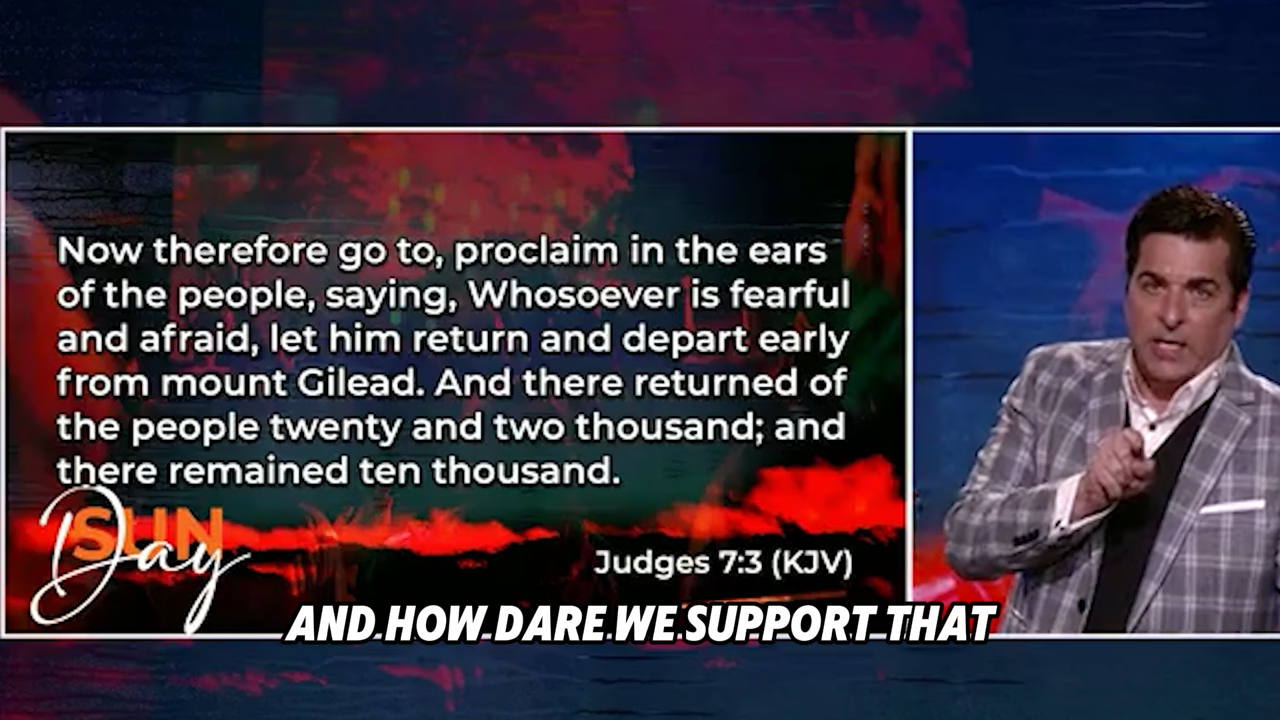 Now therefore go to, proclaim in the ears
of the people, saying, Whosoever is fearful
and afraid, let him return and depart early
from mount Gilead. And there returned of
the people twenty and two thousand; and
there remained ten thousand.
SUN
Day
Judges 7:3 (KJV)
AND HOW DARE WE SUPPORT THAT